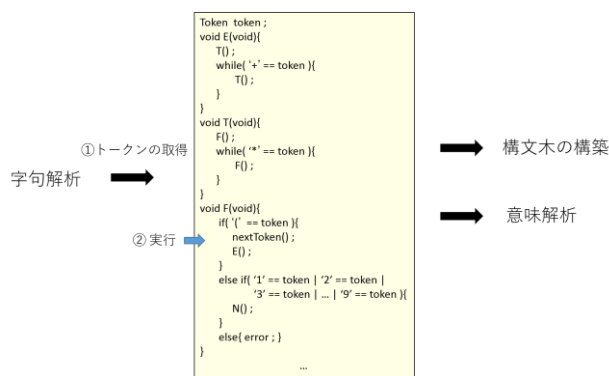 字句解析
①トークンの取得
②実行
Token token ;
void E(void){
T() ;
while( ‘+’ == token ){
T() ;
}
}
void T(void){
F() ;
while( ‘*’ == token ){
F() ;
}
}
void F(void){
if( ‘(’ == token ){
nextToken() ;
E() ;
}
else if( ‘1’ == token | ‘2’ == token |
‘3’ == token | … | ‘9’ == token ){
N() ;
}
else{ error ; }
}
…
構文木の構築
意味解析